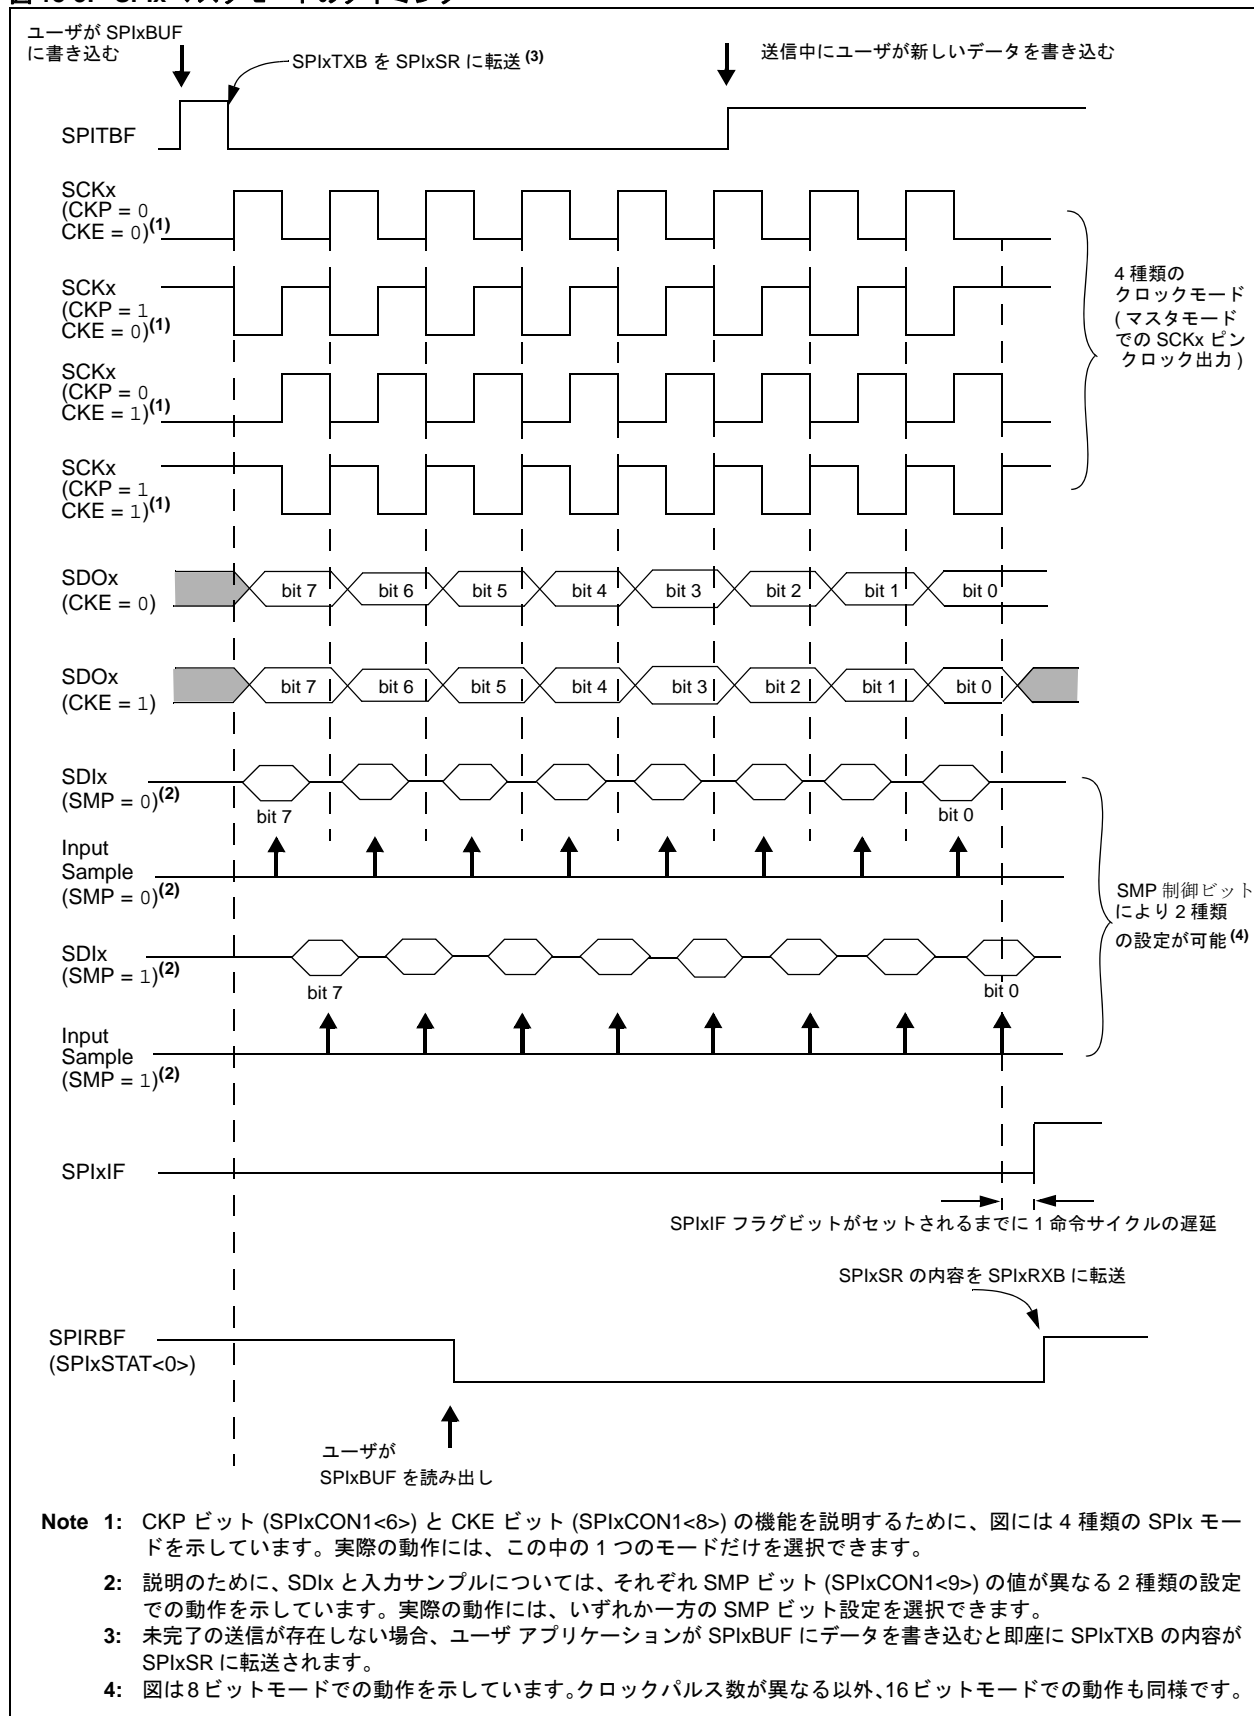 ユーザが SPIxBUF
に書き込む
SPIxTXB を SPIxSR に転送 (3)
送信中にユーザが新しいデータを書き込む
SPITBF
SCKx
(CKP = 0
CKE = 0)(1)
SCKx
(CKP = 1
CKE = 0)(1)
SCKx
(CKP = 0
CKE = 1)(1)
SCKx
(CKP = 1
CKE = 1)(1)
4 種類の
クロックモード
( マスタモード
での SCKx ピン
クロック出力 )
SDOx
(CKE = 0)
bit 7 bit 6 bit 5 bit 4 bit 3 bit 2 bit 1 bit 0
SDOx
(CKE = 1)
bit 7 bit 6 bit 5 bit 4 bit 3 bit 2 bit 1 bit 0
SDIx
(SMP = 0)(2)
bit 7 bit 0
Input
Sample
(SMP = 0)(2)
SDIx
(SMP = 1)(2)
bit 7 bit 0
Input
Sample
(SMP = 1)(2)
SMP 制御ビット
により 2 種類
の設定が可能 (4)
SPIxIF
SPIxIF フラグビットがセットされるまでに 1 命令サイクルの遅延
SPIxSR の内容を SPIxRXB に転送
SPIRBF
(SPIxSTAT<0>)
ユーザが
SPIxBUF を読み出し
Note 1: CKP ビット (SPIxCON1<6>) と CKE ビット (SPIxCON1<8>) の機能を説明するために、図には 4 種類の SPIx モー
ドを示しています。実際の動作には、この中の 1 つのモードだけを選択できます。
2: 説明のために、SDIx と入力サンプルについては、それぞれ SMP ビット (SPIxCON1<9>) の値が異なる 2 種類の設定
での動作を示しています。実際の動作には、いずれか一方の SMP ビット設定を選択できます。
3: 未完了の送信が存在しない場合、ユーザ アプリケーションが SPIxBUF にデータを書き込むと即座に SPIxTXB の内容が
SPIxSR に転送されます。
4: 図は 8 ビットモードでの動作を示しています。クロックパルス数が異なる以外、16 ビットモードでの動作も同様です。